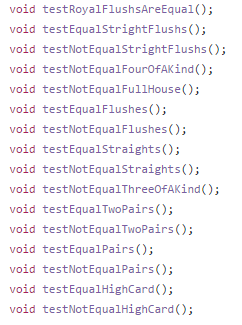 void testRoyalFlushsAreEqual();
void testEqualStrightFlushs();
void testNotEqualStrightFlushs();
void testNotEqualFourOfAKind();
void testNotEqualFullHouse();
void testEqualFlushes();
void testNotEqualFlushes();
void testEqualStraights();
void testNotEqualStraights();
void testNotEqualThreeOfAKind();
void testEqualTwoPairs();
void testNotEqualTwoPairs();
void testEqualPairs();
void testNotEqualPairs();
void testEqualHighCard();
void testNotEqualHighCard();